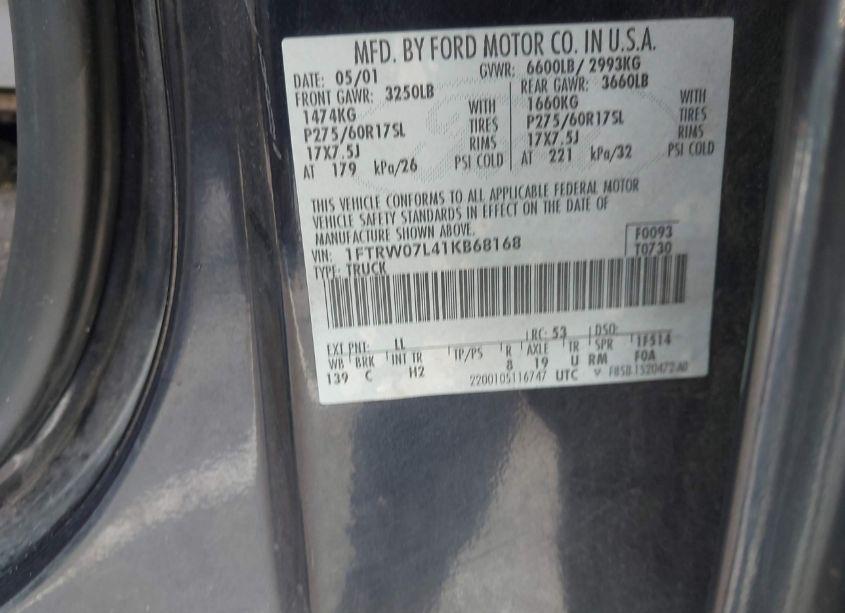 MFD. BY FORD MOTOR CO. IN U.S.A.
DATE: 05/01 GVWR: 6600LB/ 2993KG
FRONT GAWR: 3250LB REAR GAWR: 3660LB
1474KG WITH 1660KG WITH
P275/60R17SL TIRES P275/60R17SL TIRES
17X7.5J RIMS 17X7.5J RIMS
AT 179 kPa/26 PSI COLD AT 221 kPa/32 PSI COLD
THIS VEHICLE CONFORMS TO ALL APPLICABLE FEDERAL MOTOR
VEHICLE SAFETY STANDARDS IN EFFECT ON THE DATE OF
MANUFACTURE SHOWN ABOVE.
VIN: 1FTRW07L41KB68168 F0093
TYPE: TRUCK T0730
EXT PNT: LL RC: 53 DSO:
WB BRK INT TR TP/PS R AXLE TR SPR 1F514
139 C H2 8 19 U RM F0A
2200105116747 UTC F85B-1520472-A0